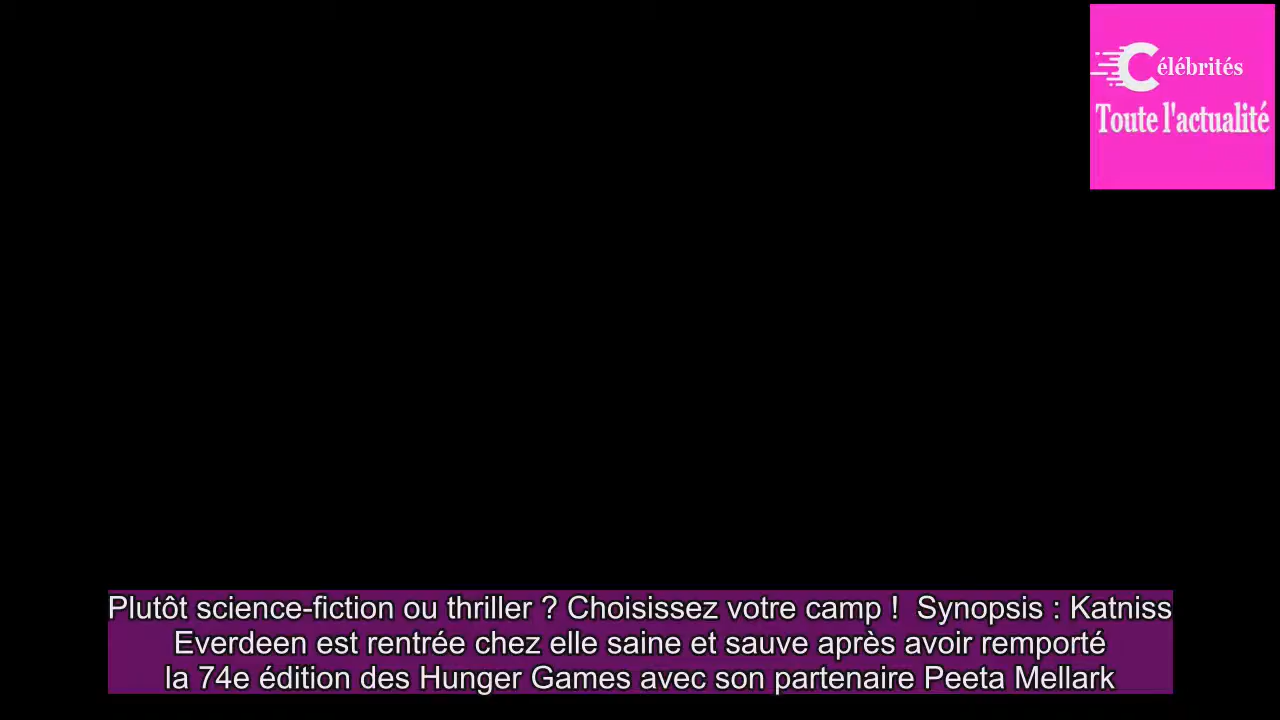 Célébrités
Toute l'actualité
Plutôt science-fiction ou thriller ? Choisissez votre camp !  Synopsis : Katniss
Everdeen est rentrée chez elle saine et sauve après avoir remporté
la 74e édition des Hunger Games avec son partenaire Peeta Mellark